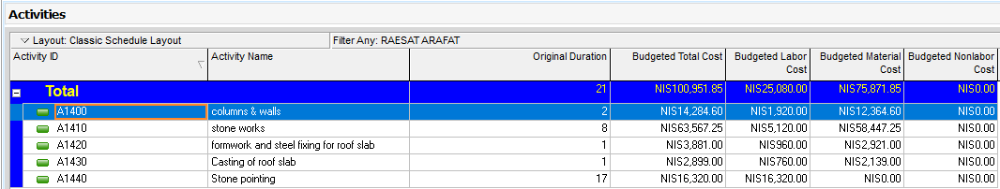 Activities
Layout: Classic Schedule Layout Filter Any: RAESAT ARAFAT
Activity ID Activity Name Original Duration Budgeted Total Cost Budgeted Labor Cost Budgeted Material Cost Budgeted Nonlabor Cost
Total 21 NIS100,951.85 NIS25,080.00 NIS75,871.85 NIS0.00
A1400 columns & walls 2 NIS14,284.60 NIS1,920.00 NIS12,364.60 NIS0.00
A1410 stone works 8 NIS63,567.25 NIS5,120.00 NIS58,447.25 NIS0.00
A1420 formwork and steel fixing for roof slab 1 NIS3,881.00 NIS960.00 NIS2,921.00 NIS0.00
A1430 Casting of roof slab 1 NIS2,899.00 NIS760.00 NIS2,139.00 NIS0.00
A1440 Stone pointing 17 NIS16,320.00 NIS16,320.00 NIS0.00 NIS0.00